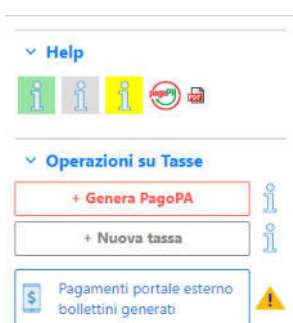 Help
pagoPA
PDF
Operazioni su Tasse
+ Genera PagoPA
+ Nuova tassa
$ Pagamenti portale esterno
bollettini generati